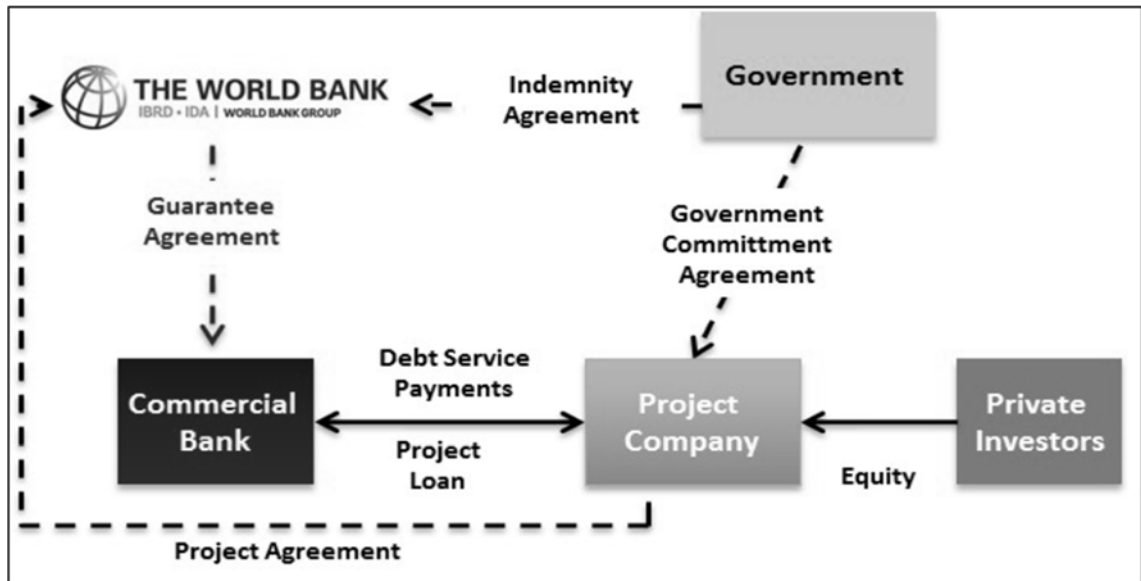 THE WORLD BANK
IBRD • IDA | WORLD BANK GROUP
Indemnity
Agreement
Government
Guarantee
Agreement
Government
Committment
Agreement
Commercial
Bank
Debt Service
Payments
Project
Loan
Project
Company
Equity
Private
Investors
Project Agreement